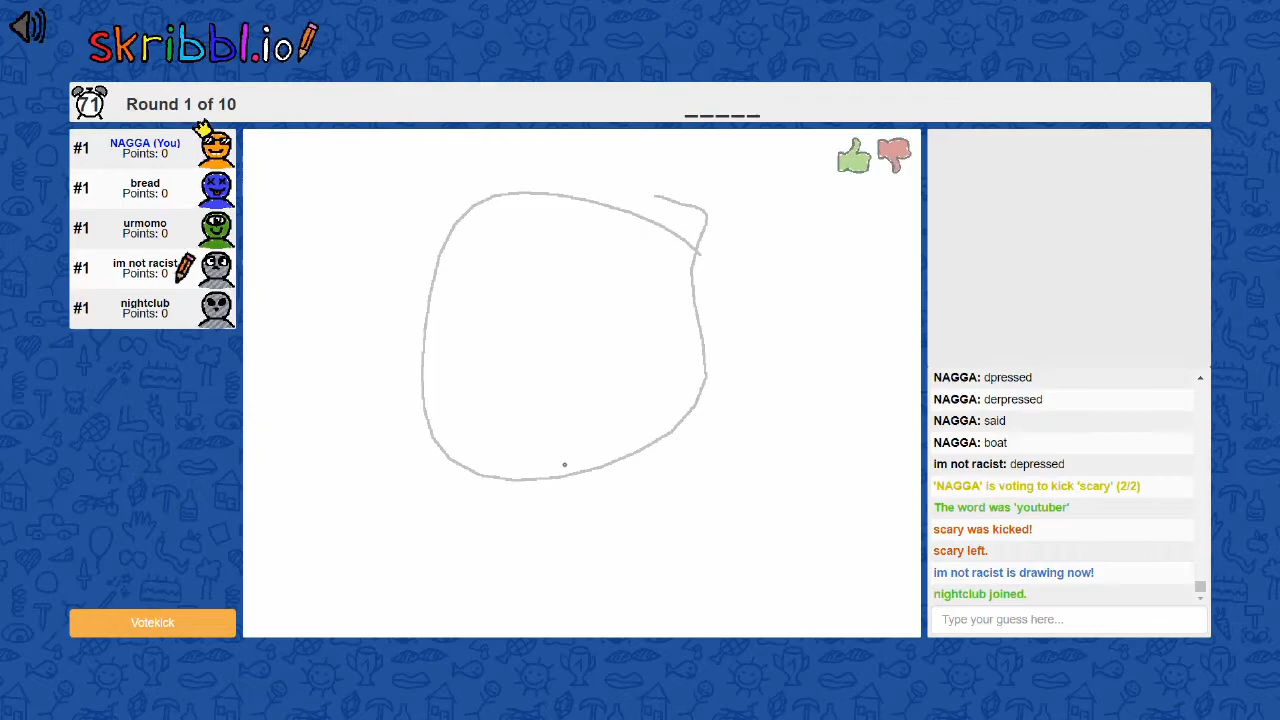 skribbl.io
71
Round 1 of 10
_ _ _ _ _
#1
NAGGA (You)
Points: 0
#1
bread
Points: 0
#1
urmomo
Points: 0
#1
im not racist
Points: 0
#1
nightclub
Points: 0
Votekick
NAGGA: dpressed
NAGGA: derpressed
NAGGA: said
NAGGA: boat
im not racist: depressed
'NAGGA' is voting to kick 'scary' (2/2)
The word was 'youtuber'
scary was kicked!
scary left.
im not racist is drawing now!
nightclub joined.
Type your guess here...